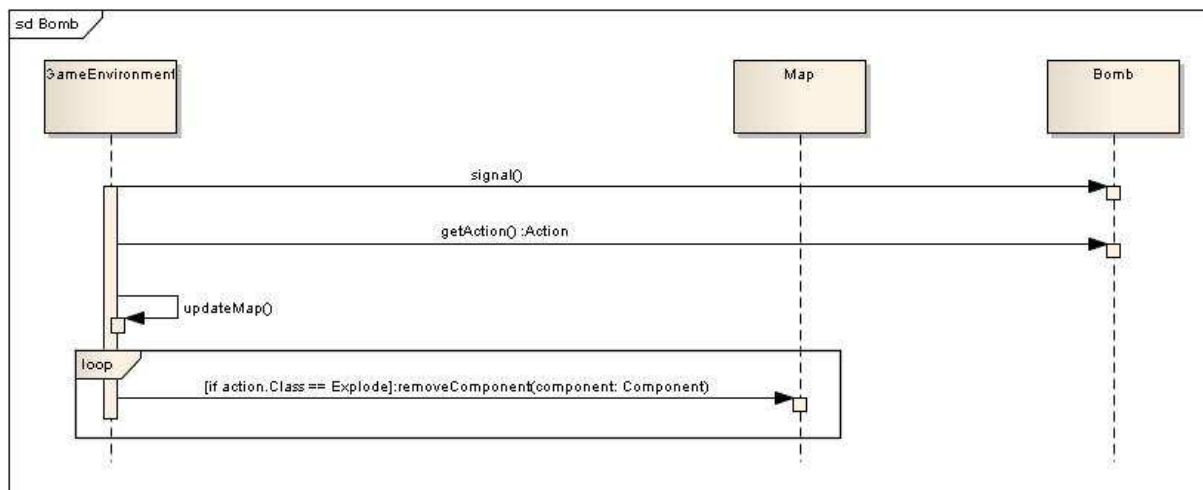 sd Bomb
GameEnvironment
Map
Bomb
signal()
getAction() :Action
updateMap()
loop
[if action.Class == Explode]:removeComponent(component: Component)